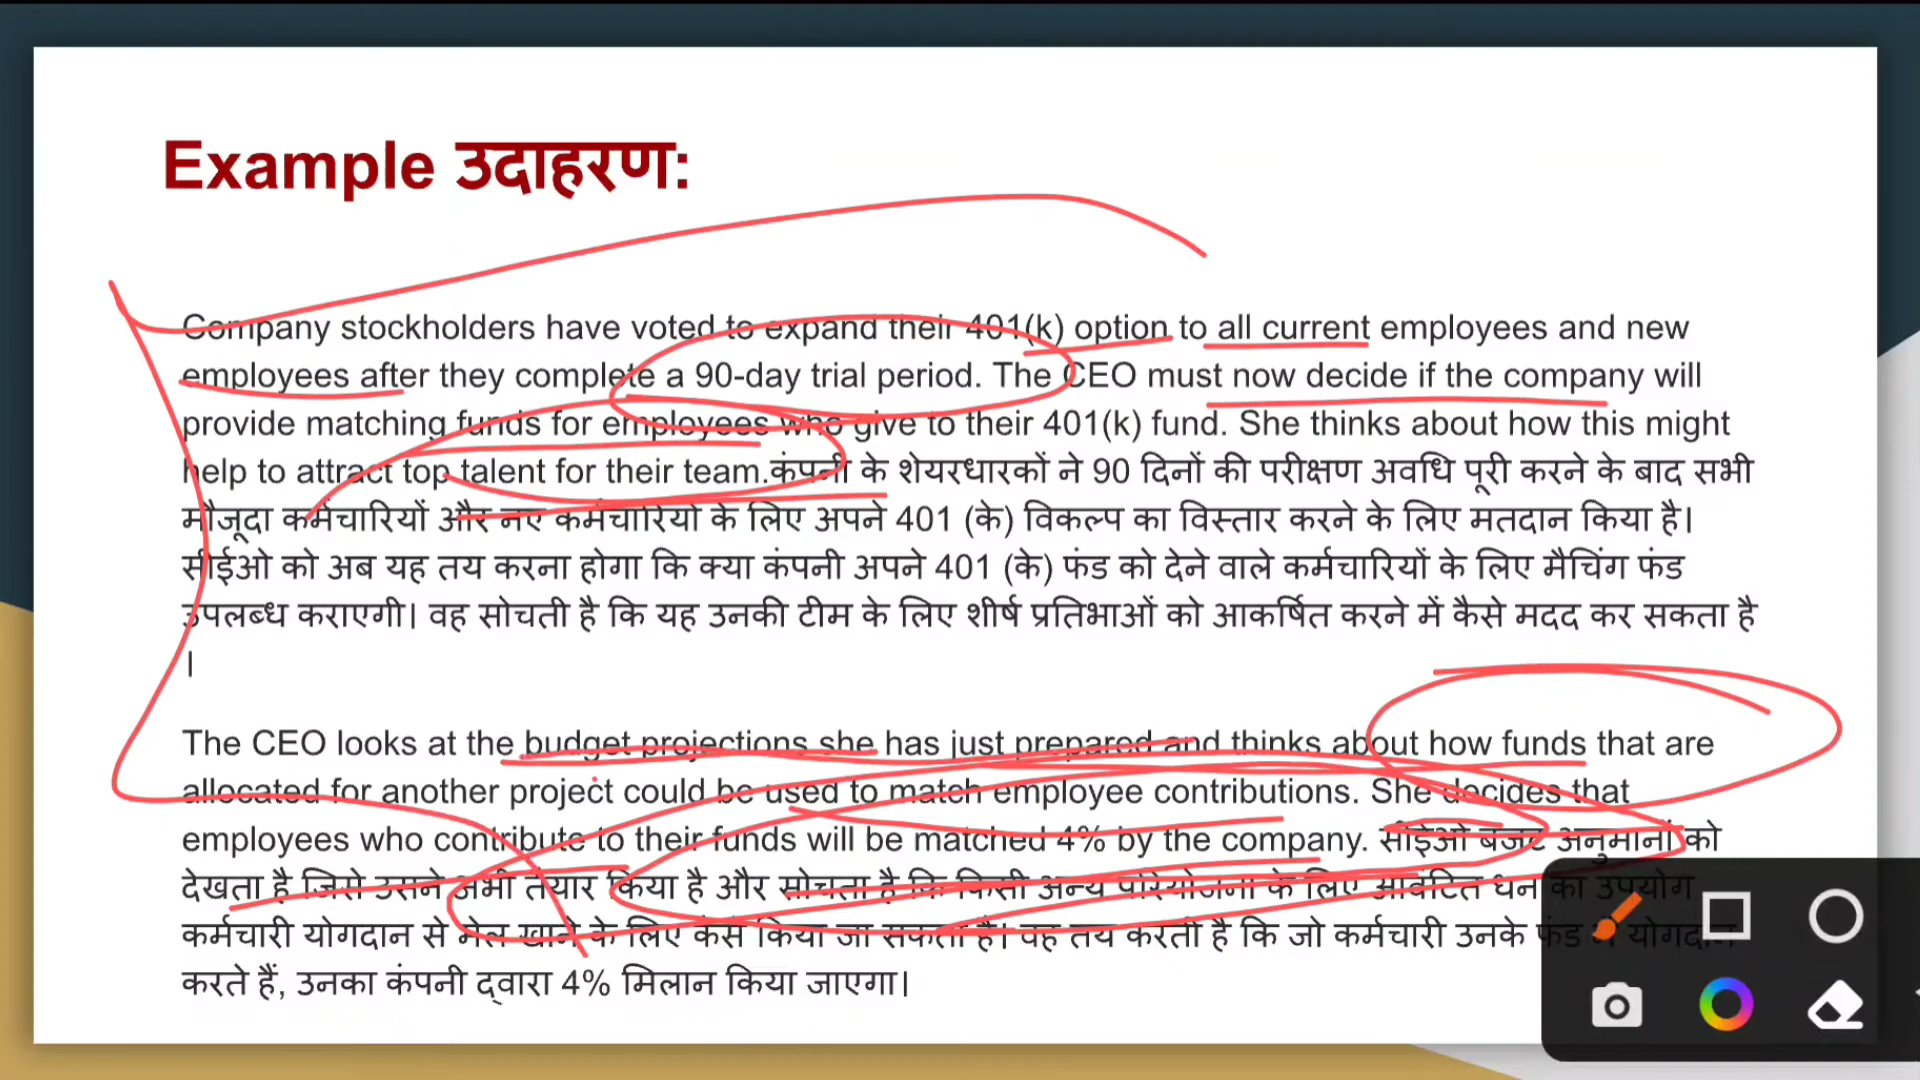 Example उदाहरण:
Company stockholders have voted to expand their 401(k) option to all current employees and new
employees after they complete a 90-day trial period. The CEO must now decide if the company will
provide matching funds for employees who give to their 401(k) fund. She thinks about how this might
help to attract top talent for their team.कंपनी के शेयरधारकों ने 90 दिनों की परीक्षण अवधि पूरी करने के बाद सभी
मौजूदा कर्मचारियों और नए कर्मचारियों के लिए अपने 401 (के) विकल्प का विस्तार करने के लिए मतदान किया है।
सीईओ को अब यह तय करना होगा कि क्या कंपनी अपने 401 (के) फंड को देने वाले कर्मचारियों के लिए मैचिंग फंड
उपलब्ध कराएगी। वह सोचती है कि यह उनकी टीम के लिए शीर्ष प्रतिभाओं को आकर्षित करने में कैसे मदद कर सकता है
।
The CEO looks at the budget projections she has just prepared and thinks about how funds that are
allocated for another project could be used to match employee contributions. She decides that
employees who contribute to their funds will be matched 4% by the company. सीईओ बजट अनुमानों को
देखता है जिसे उसने अभी तैयार किया है और सोचता है कि किसी अन्य परियोजना के लिए आवंटित धन का उपयोग
कर्मचारी योगदान से मेल खाने के लिए कैसे किया जा सकता है। वह तय करती है कि जो कर्मचारी उनके फंड में योगदान
करते हैं, उनका कंपनी द्वारा 4% मिलान किया जाएगा।